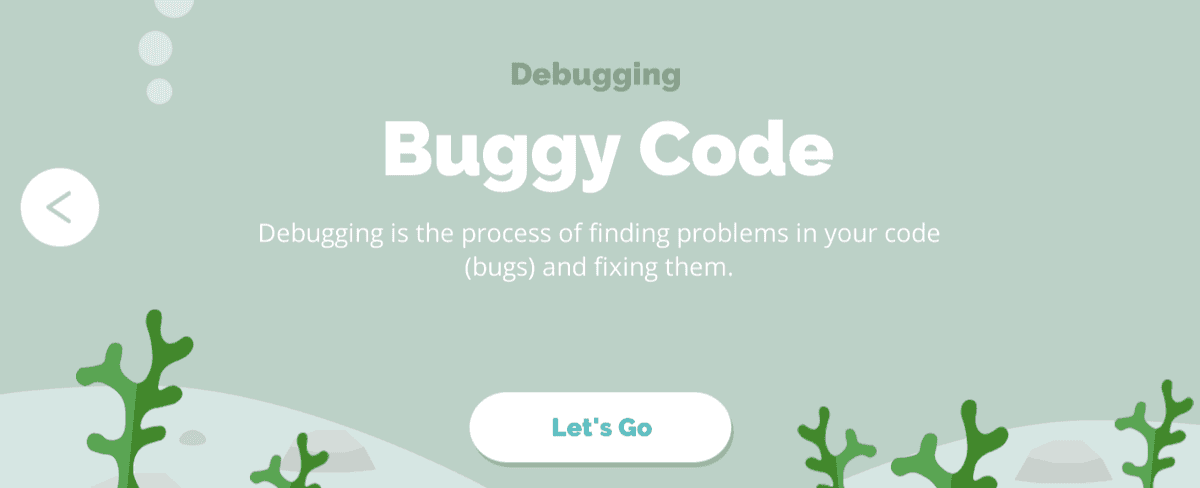 Debugging
Buggy Code
Debugging is the process of finding problems in your code
(bugs) and fixing them.
Let's Go